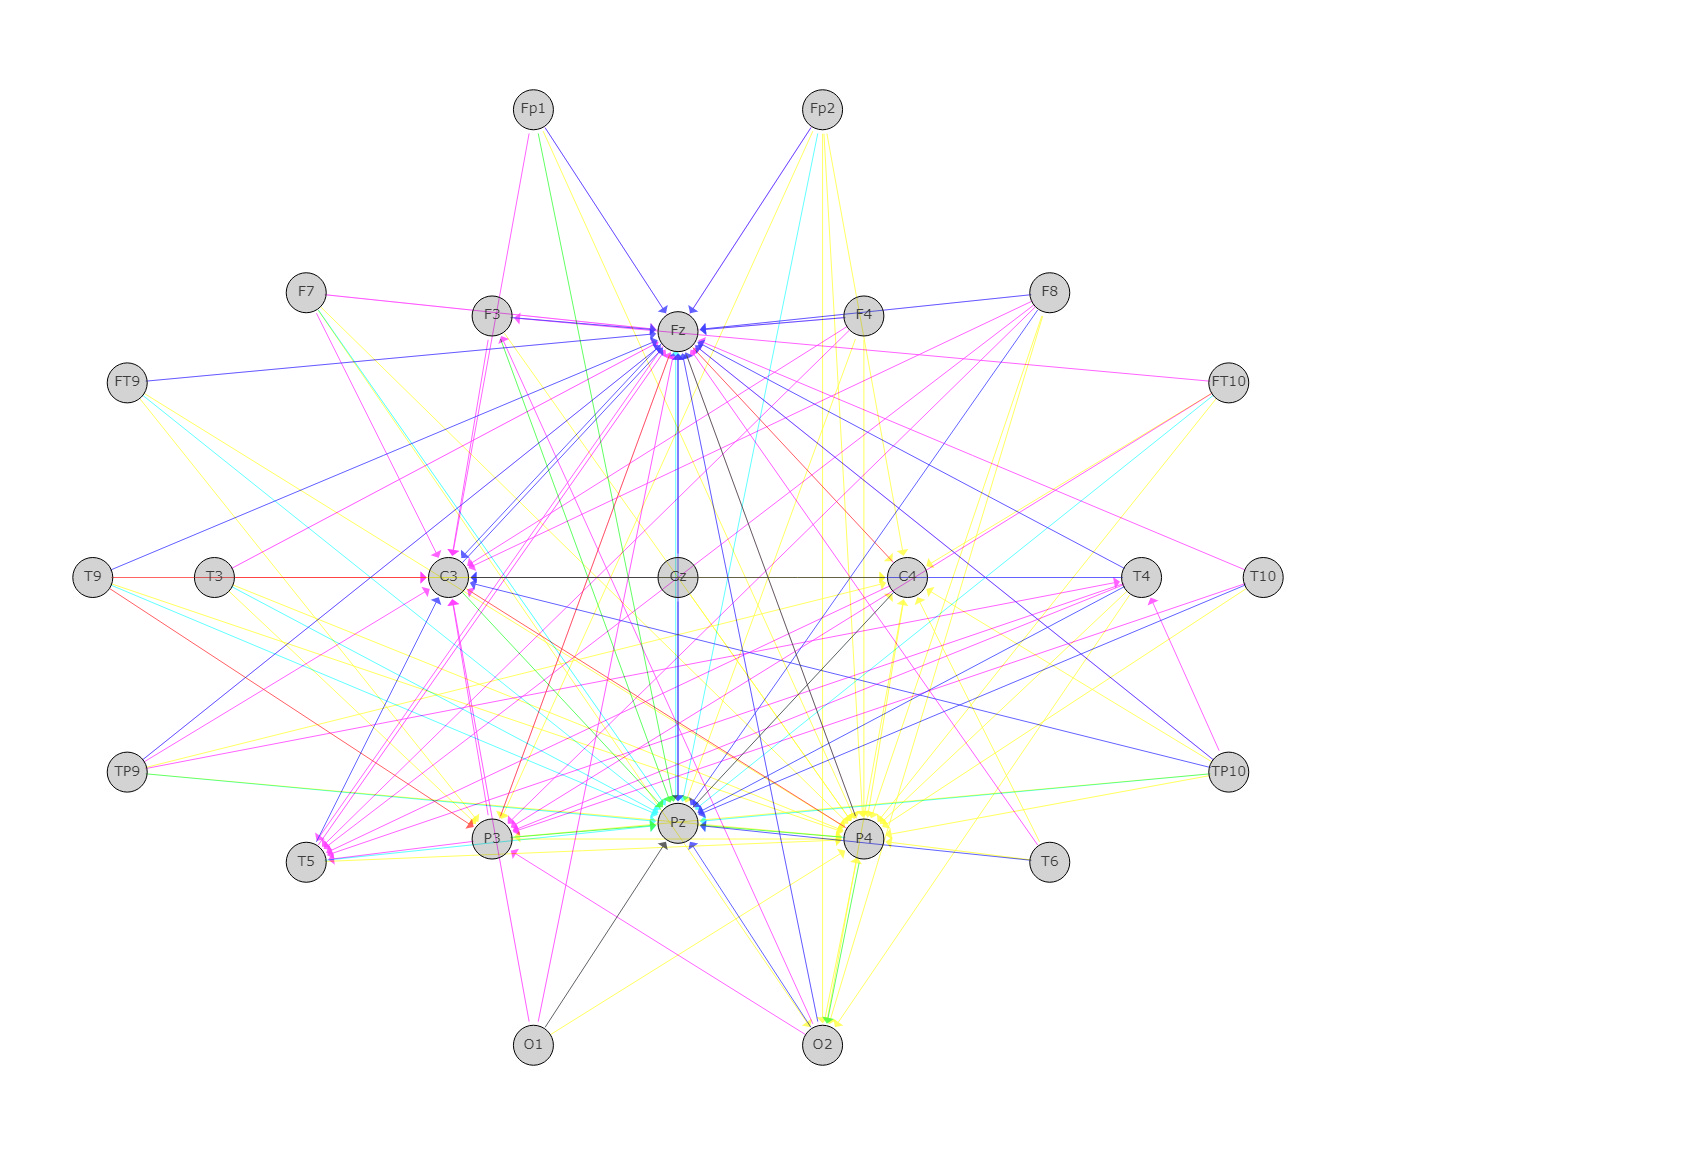 Fp1 Fp2
F7 F3 Fz F4 F8
FT9 FT10
T9 T3 C3 Cz C4 T4 T10
TP9 TP10
T5 P3 Pz P4 T6
O1 O2